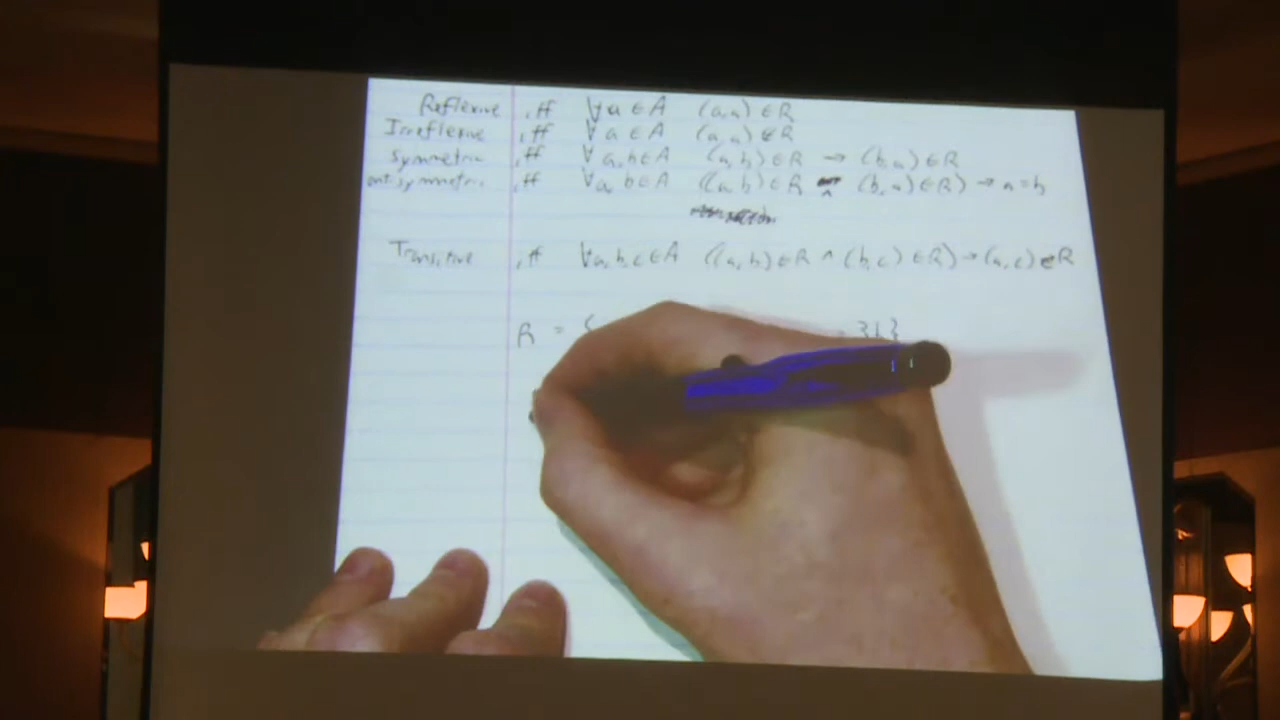 Reflexive iff ∀a∈A (a,a)∈R
Irreflexive iff ∀a∈A (a,a)∉R
Symmetric iff ∀a,b∈A (a,b)∈R → (b,a)∈R
antisymmetric iff ∀a,b∈A ((a,b)∈R ^ (b,a)∈R) → a=b
Transitive iff ∀a,b,c∈A ((a,b)∈R ^ (b,c)∈R) → (a,c)∈R
R = {